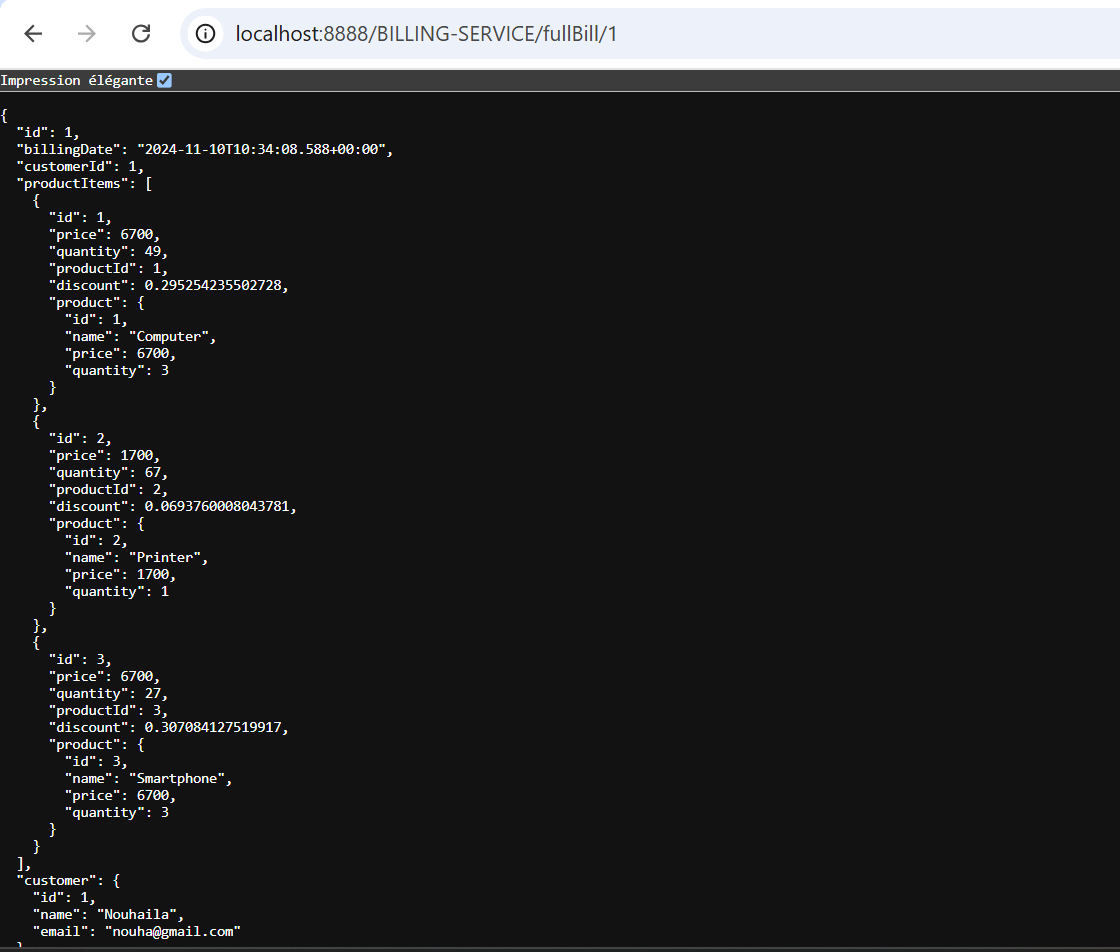 localhost:8888/BILLING-SERVICE/fullBill/1
Impression élégante
{
  "id": 1,
  "billingDate": "2024-11-10T10:34:08.588+00:00",
  "customerId": 1,
  "productItems": [
    {
      "id": 1,
      "price": 6700,
      "quantity": 49,
      "productId": 1,
      "discount": 0.295254235502728,
      "product": {
        "id": 1,
        "name": "Computer",
        "price": 6700,
        "quantity": 3
      }
    },
    {
      "id": 2,
      "price": 1700,
      "quantity": 67,
      "productId": 2,
      "discount": 0.0693760008043781,
      "product": {
        "id": 2,
        "name": "Printer",
        "price": 1700,
        "quantity": 1
      }
    },
    {
      "id": 3,
      "price": 6700,
      "quantity": 27,
      "productId": 3,
      "discount": 0.307084127519917,
      "product": {
        "id": 3,
        "name": "Smartphone",
        "price": 6700,
        "quantity": 3
      }
    }
  ],
  "customer": {
    "id": 1,
    "name": "Nouhaila",
    "email": "nouha@gmail.com"
  }